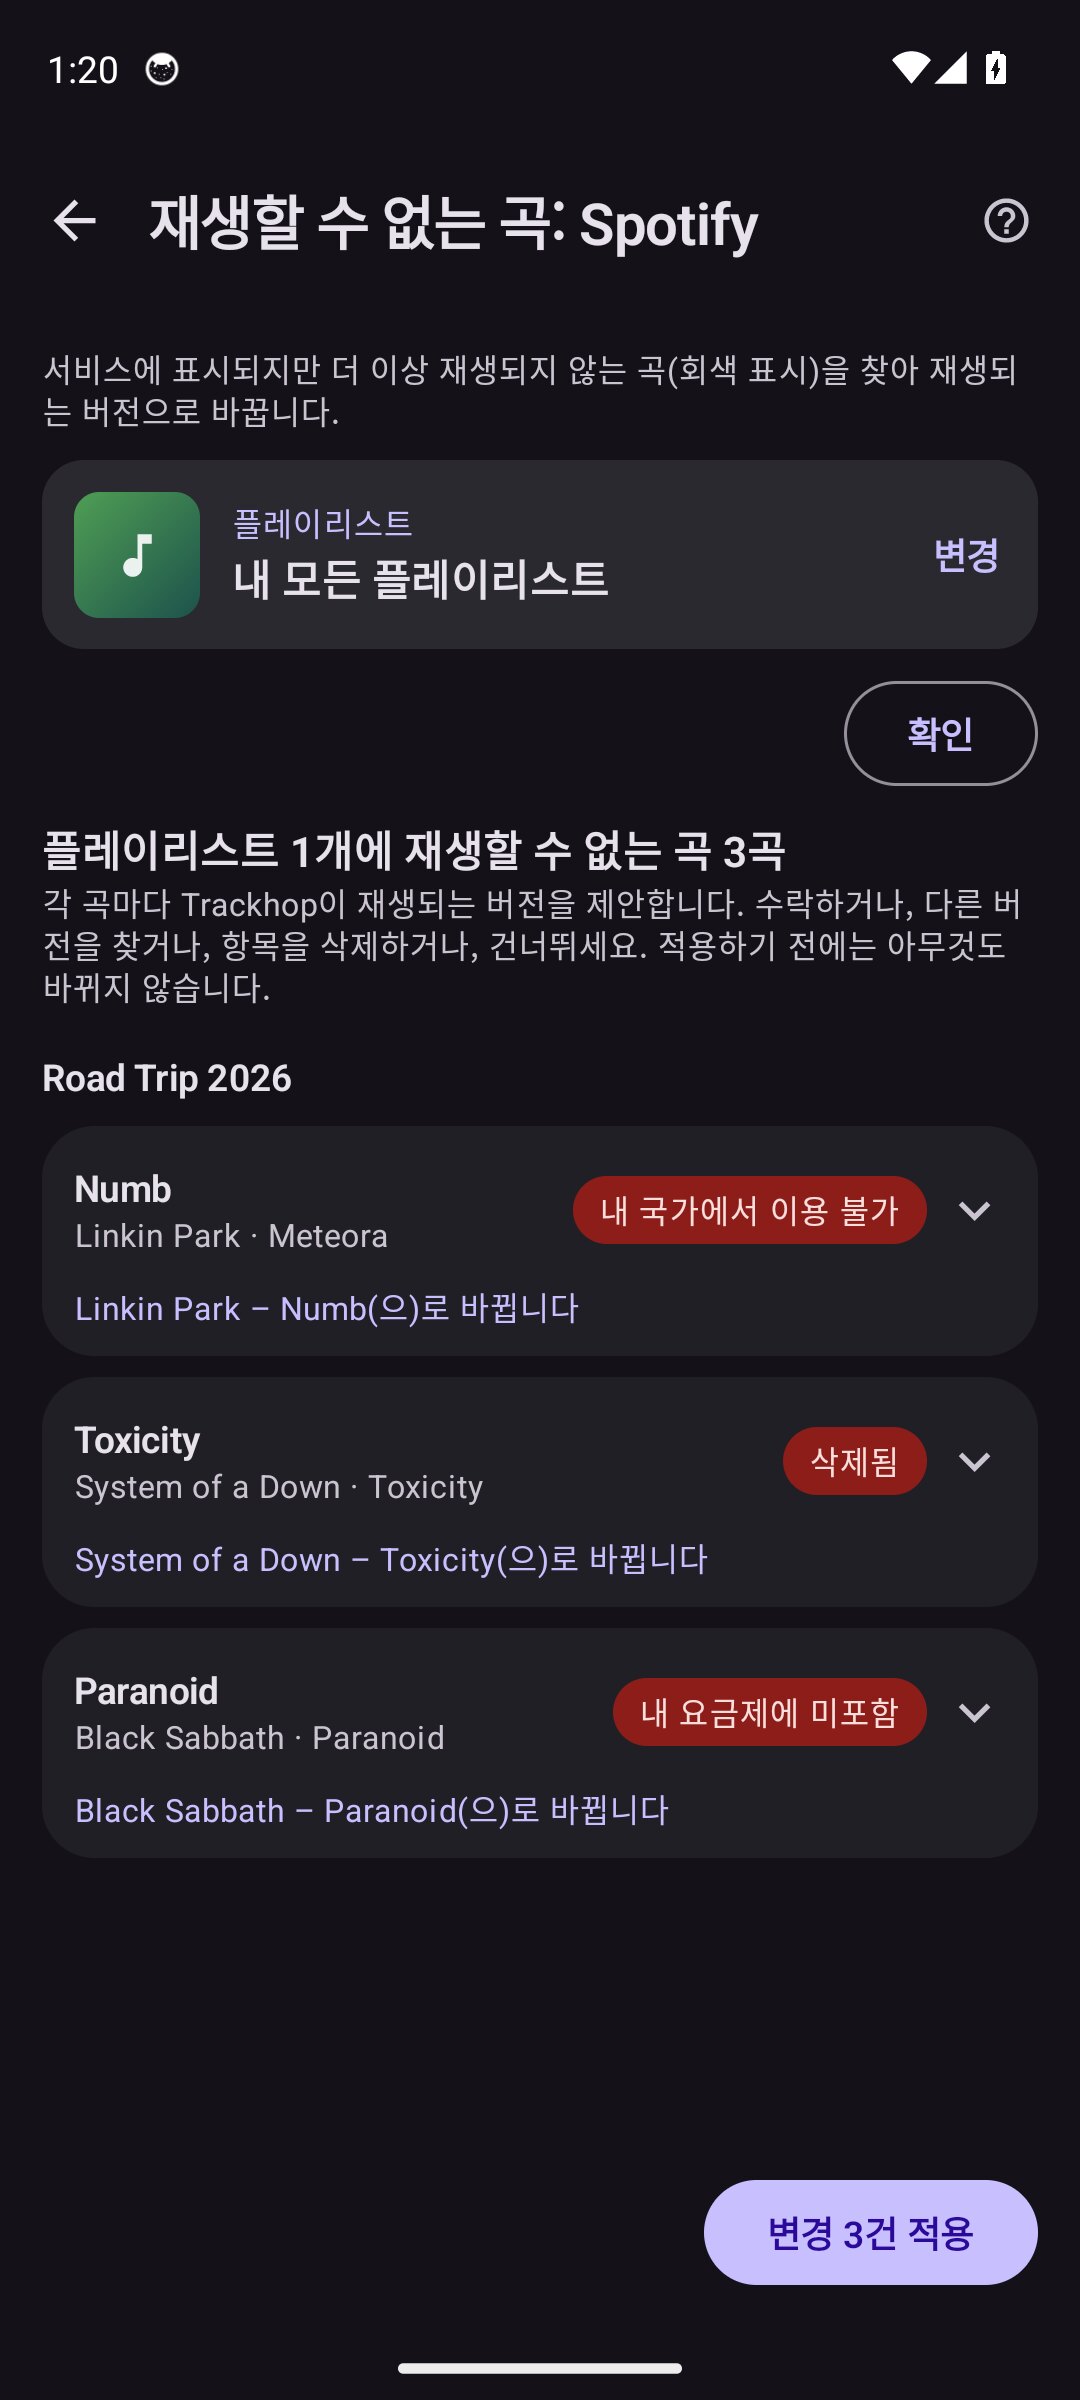 1:20
재생할 수 없는 곡: Spotify
서비스에 표시되지만 더 이상 재생되지 않는 곡(회색 표시)을 찾아 재생되
는 버전으로 바꿉니다.
플레이리스트
내 모든 플레이리스트
변경
확인
플레이리스트 1개에 재생할 수 없는 곡 3곡
각 곡마다 Trackhop이 재생되는 버전을 제안합니다. 수락하거나, 다른 버
전을 찾거나, 항목을 삭제하거나, 건너뛰세요. 적용하기 전에는 아무것도
바뀌지 않습니다.
Road Trip 2026
Numb
내 국가에서 이용 불가
Linkin Park · Meteora
Linkin Park – Numb(으)로 바뀝니다
Toxicity
삭제됨
System of a Down · Toxicity
System of a Down – Toxicity(으)로 바뀝니다
Paranoid
내 요금제에 미포함
Black Sabbath · Paranoid
Black Sabbath – Paranoid(으)로 바뀝니다
변경 3건 적용